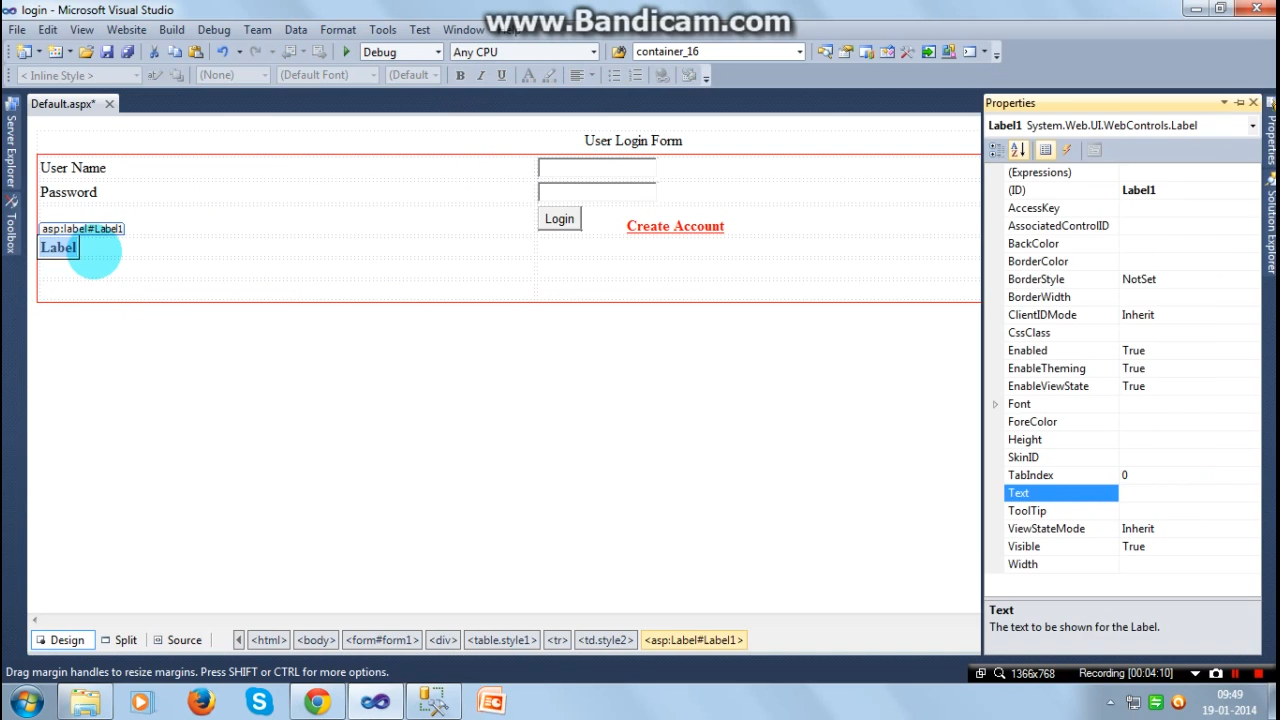 login - Microsoft Visual Studio
www.Bandicam.com
File Edit View Website Build Debug Team Data Format Tools Test Window
Debug Any CPU container_16
< Inline Style > (None) (Default Font) (Default B I U A
Default.aspx*
Server Explorer
Toolbox
User Login Form
User Name
Password
Login Create Account
asp:label#Label1
Label
Design Split Source <html> <body> <form#form1> <div> <table.style1> <tr> <td.style2> <asp:Label#Label1>
Properties
Label1 System.Web.UI.WebControls.Label
(Expressions)
(ID) Label1
AccessKey
AssociatedControlID
BackColor
BorderColor
BorderStyle NotSet
BorderWidth
ClientIDMode Inherit
CssClass
Enabled True
EnableTheming True
EnableViewState True
Font
ForeColor
Height
SkinID
TabIndex 0
Text
ToolTip
ViewStateMode Inherit
Visible True
Width
Text
The text to be shown for the Label.
Properties
Solution Explorer
Drag margin handles to resize margins. Press SHIFT or CTRL for more options.
1366x768 Recording [00:04:10]
09:49
19-01-2014